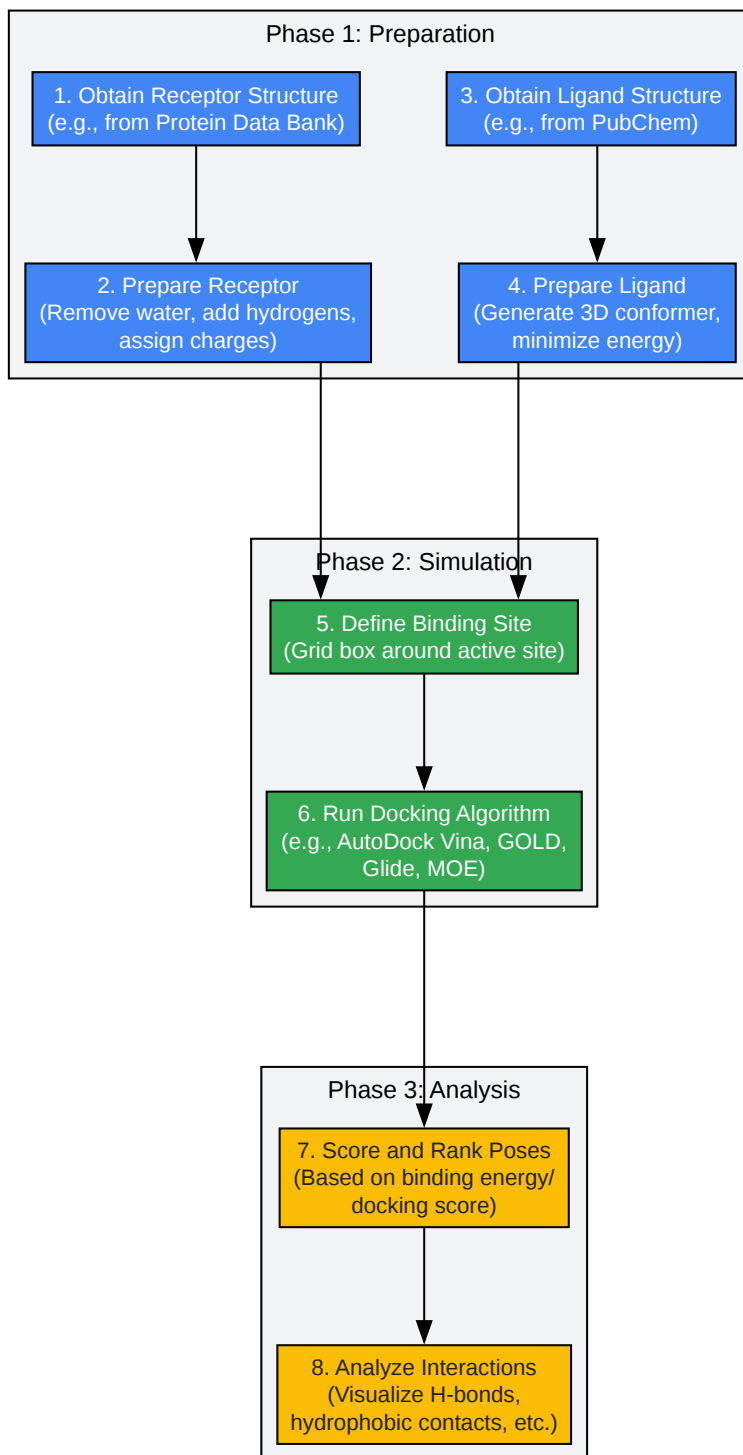 Phase 1: Preparation
1. Obtain Receptor Structure
(e.g., from Protein Data Bank)
3. Obtain Ligand Structure
(e.g., from PubChem)
2. Prepare Receptor
(Remove water, add hydrogens,
assign charges)
4. Prepare Ligand
(Generate 3D conformer,
minimize energy)
Phase 2: Simulation
5. Define Binding Site
(Grid box around active site)
6. Run Docking Algorithm
(e.g., AutoDock Vina, GOLD,
Glide, MOE)
Phase 3: Analysis
7. Score and Rank Poses
(Based on binding energy/
docking score)
8. Analyze Interactions
(Visualize H-bonds,
hydrophobic contacts, etc.)